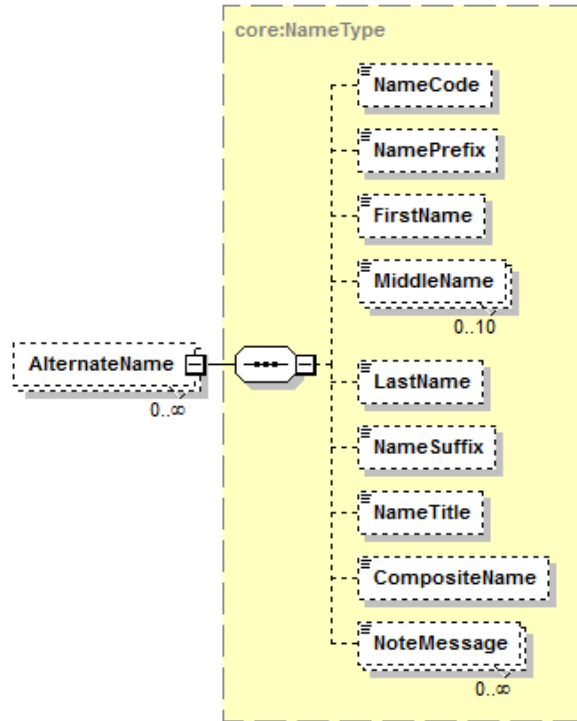 core:NameType
NameCode
NamePrefix
FirstName
MiddleName
0..10
AlternateName
0..∞
LastName
NameSuffix
NameTitle
CompositeName
NoteMessage
0..∞